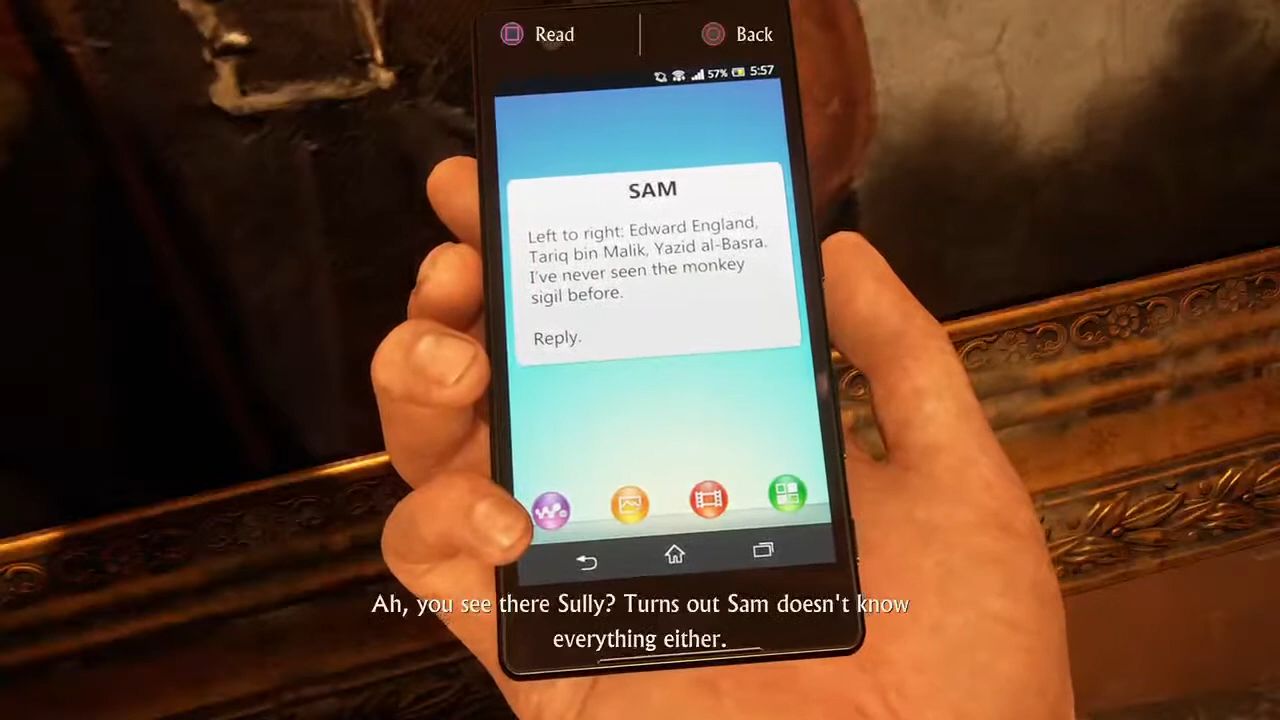 Read
Back
57% 5:57
SAM
Left to right: Edward England,
Tariq bin Malik, Yazid al-Basra.
I've never seen the monkey
sigil before.
Reply.
Ah, you see there Sully? Turns out Sam doesn't know
everything either.